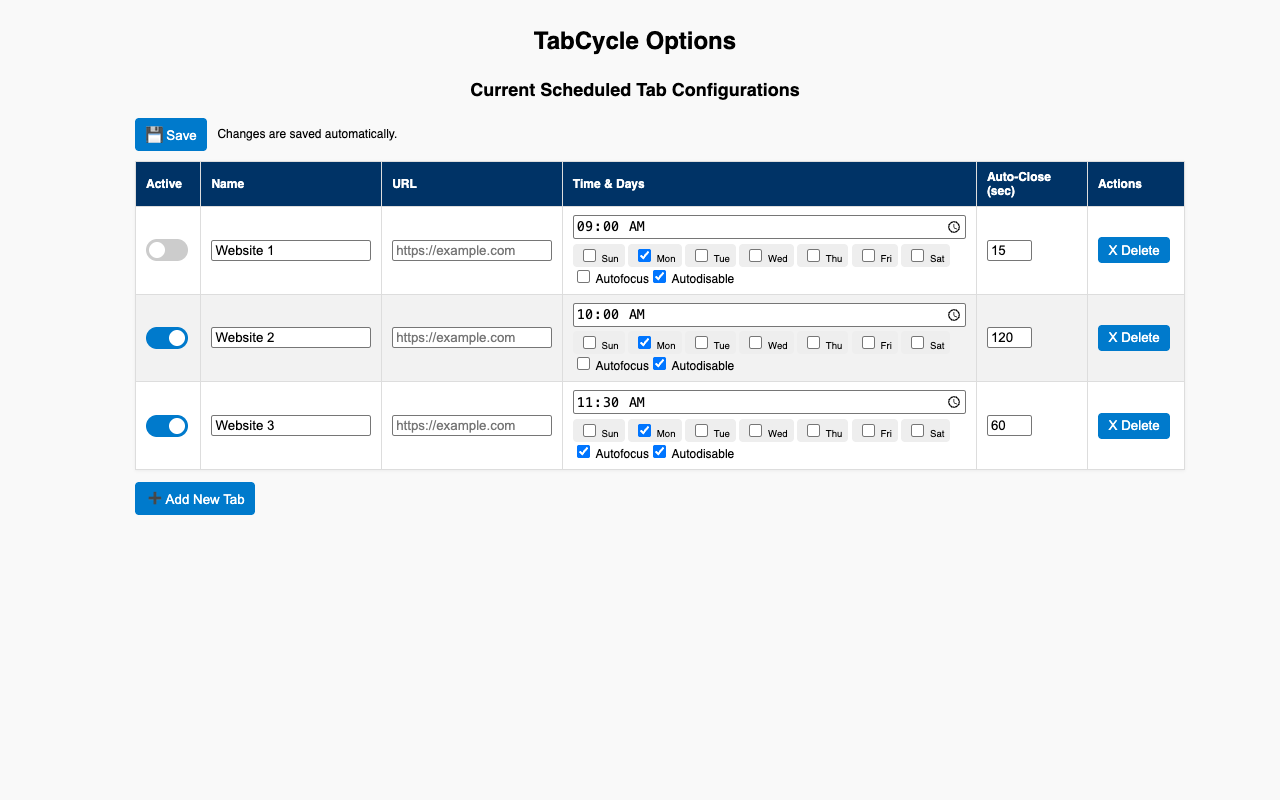 TabCycle Options
Current Scheduled Tab Configurations
💾 Save Changes are saved automatically.
Active Name URL Time & Days Auto-Close (sec) Actions
Website 1 https://example.com 09:00 AM 15 X Delete
Sun Mon Tue Wed Thu Fri Sat
Autofocus Autodisable
Website 2 https://example.com 10:00 AM 120 X Delete
Sun Mon Tue Wed Thu Fri Sat
Autofocus Autodisable
Website 3 https://example.com 11:30 AM 60 X Delete
Sun Mon Tue Wed Thu Fri Sat
Autofocus Autodisable
➕ Add New Tab